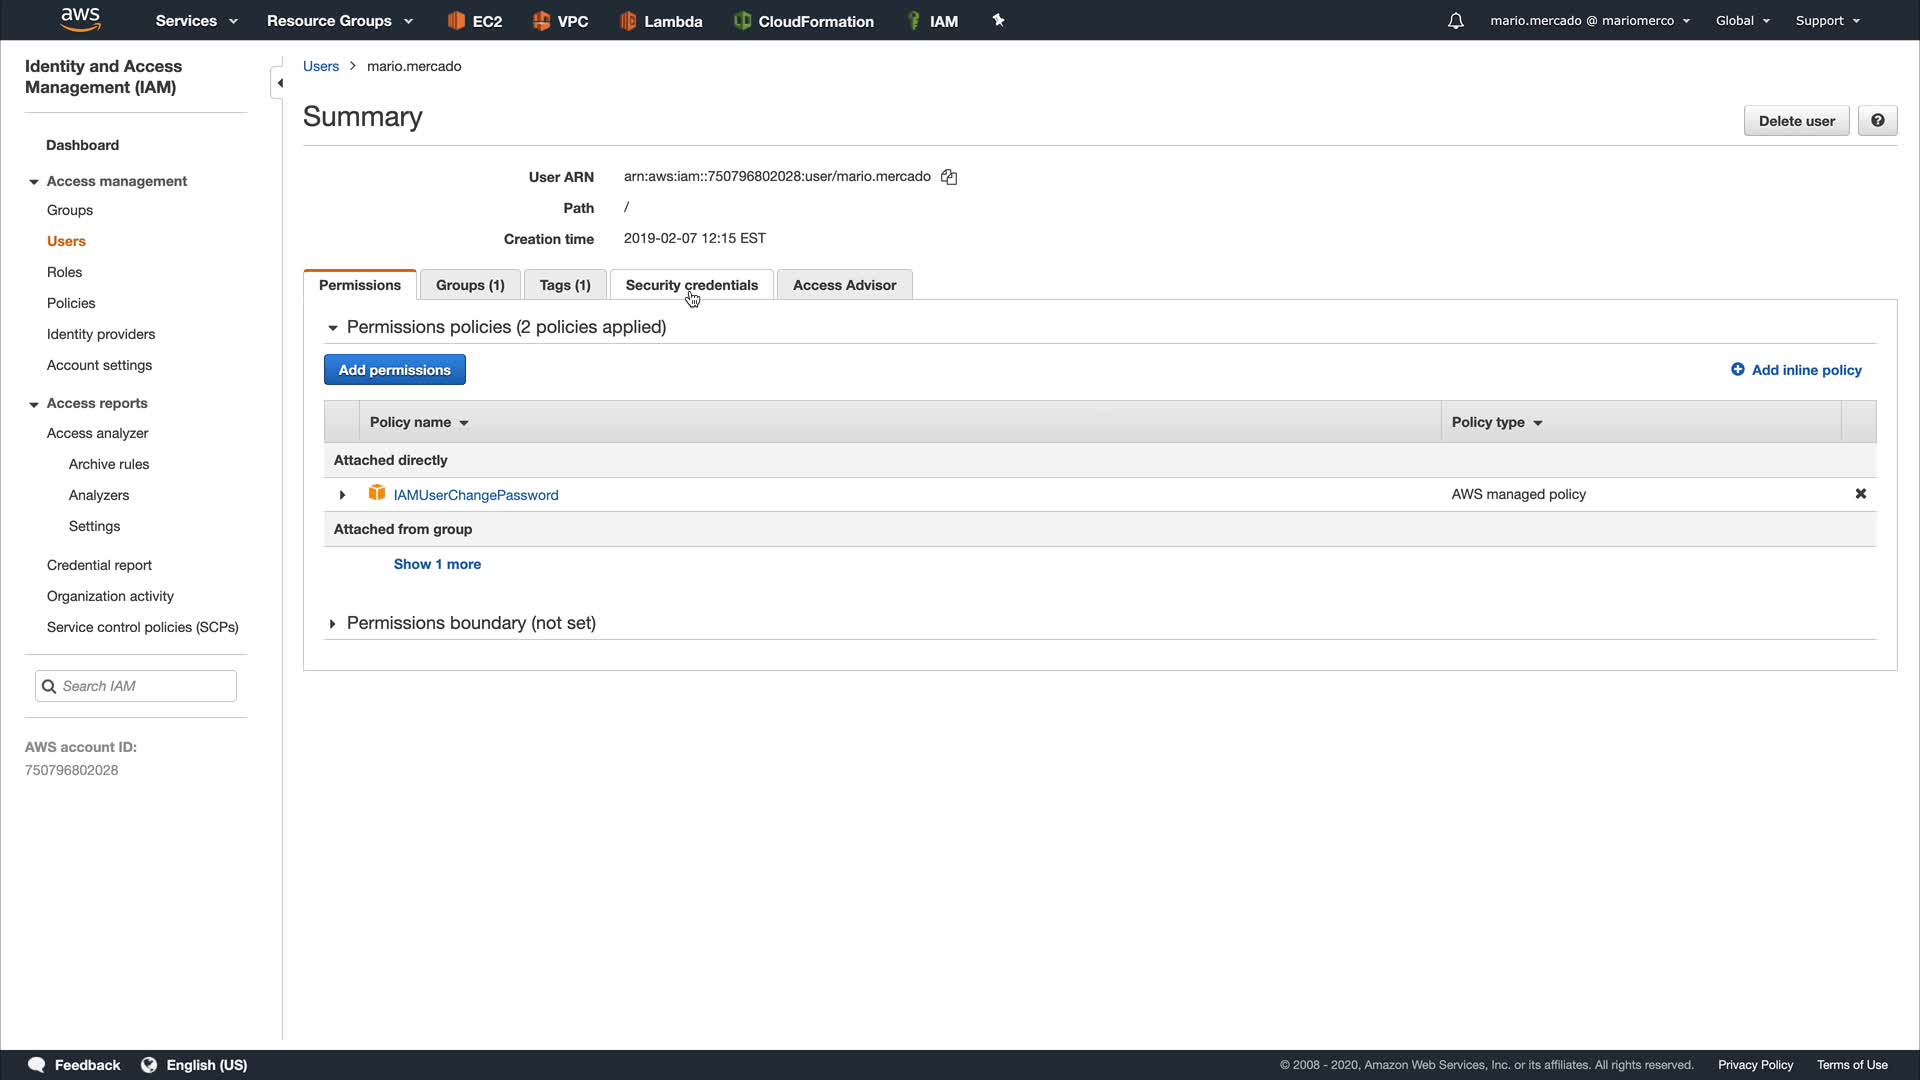 aws
Services
Resource Groups
EC2
VPC
Lambda
CloudFormation
IAM
mario.mercado @ mariomerco
Global
Support
Identity and Access
Management (IAM)
Dashboard
Access management
Groups
Users
Roles
Policies
Identity providers
Account settings
Access reports
Access analyzer
Archive rules
Analyzers
Settings
Credential report
Organization activity
Service control policies (SCPs)
Search IAM
AWS account ID:
750796802028
Users > mario.mercado
Summary
Delete user
User ARN arn:aws:iam::750796802028:user/mario.mercado
Path /
Creation time 2019-02-07 12:15 EST
Permissions
Groups (1)
Tags (1)
Security credentials
Access Advisor
Permissions policies (2 policies applied)
Add permissions
Add inline policy
Policy name
Policy type
Attached directly
IAMUserChangePassword
AWS managed policy
Attached from group
Show 1 more
Permissions boundary (not set)
Feedback
English (US)
© 2008 - 2020, Amazon Web Services, Inc. or its affiliates. All rights reserved.
Privacy Policy
Terms of Use